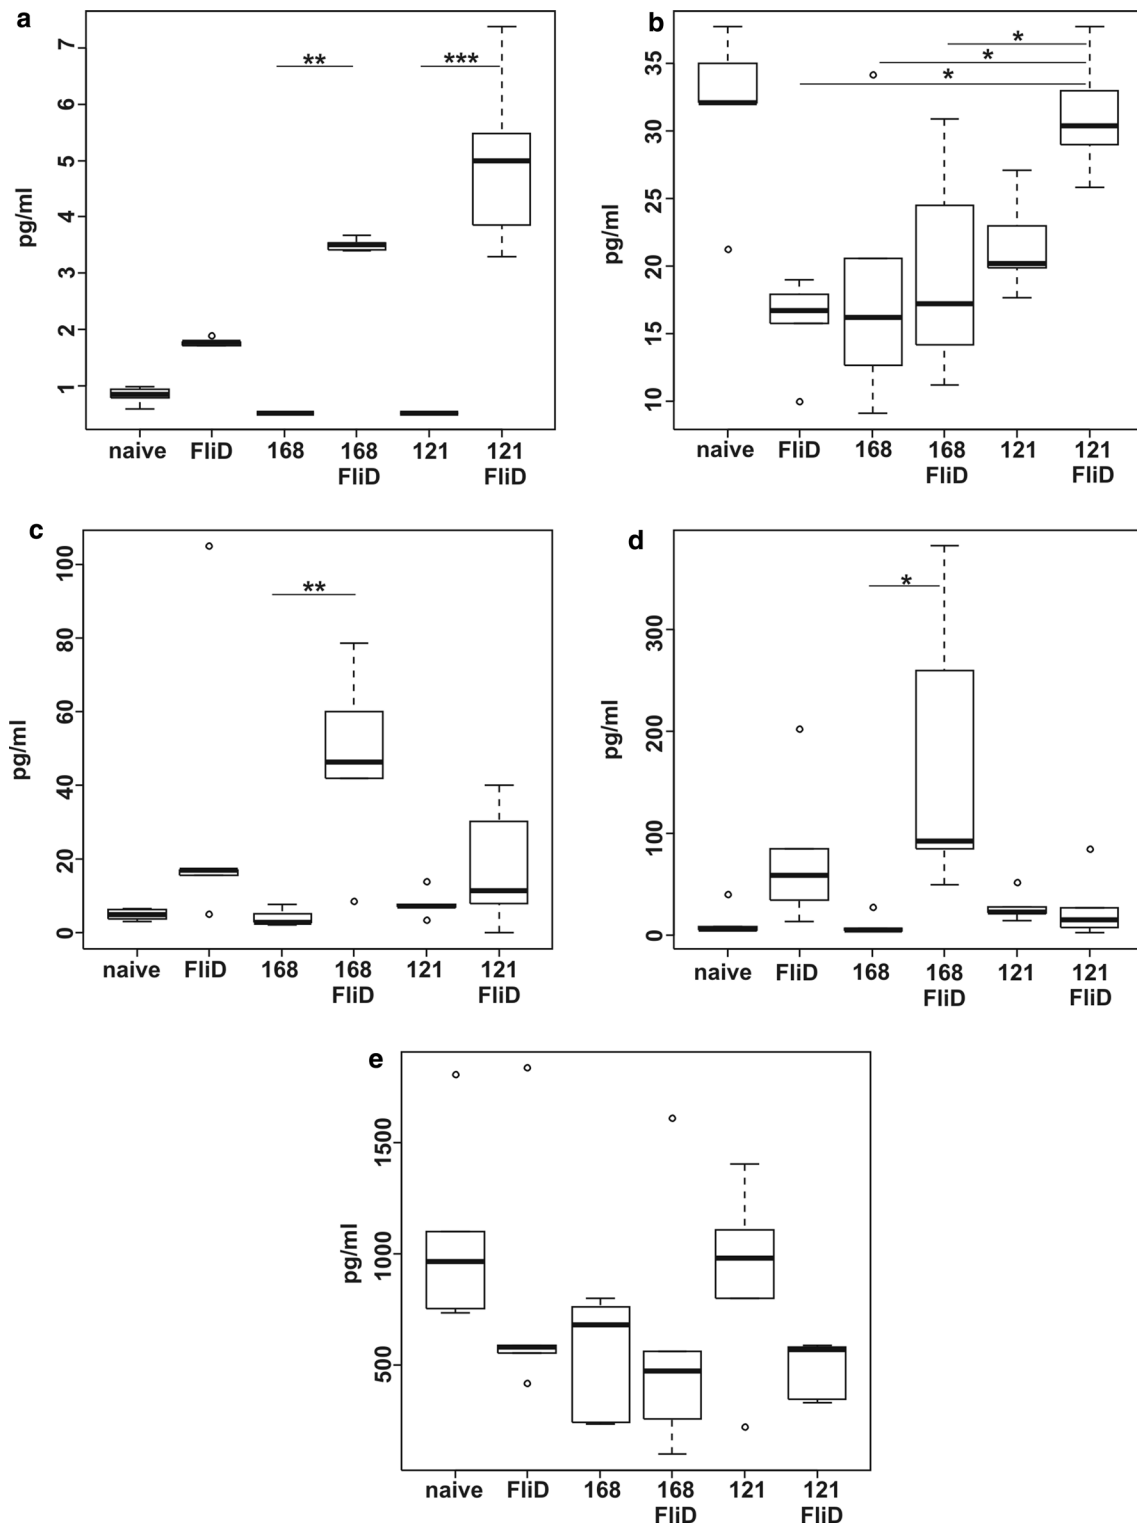 a
7
6
5
4
3
2
1
pg/ml
**
***
naive FliD 168 168 121 121
FliD FliD
b
35
30
25
20
15
10
pg/ml
*
*
*
naive FliD 168 168 121 121
FliD FliD
c
100
80
60
40
20
0
pg/ml
**
naive FliD 168 168 121 121
FliD FliD
d
300
200
100
0
pg/ml
*
naive FliD 168 168 121 121
FliD FliD
e
1500
1000
500
pg/ml
naive FliD 168 168 121 121
FliD FliD